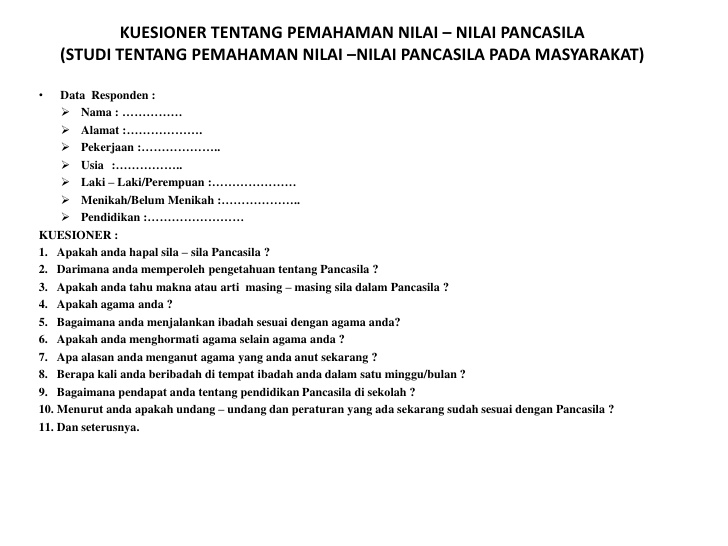 KUESIONER TENTANG PEMAHAMAN NILAI – NILAI PANCASILA
(STUDI TENTANG PEMAHAMAN NILAI –NILAI PANCASILA PADA MASYARAKAT)
• Data Responden :
➢ Nama : ……………
➢ Alamat :……………….
➢ Pekerjaan :………………..
➢ Usia :……………..
➢ Laki – Laki/Perempuan :…………………
➢ Menikah/Belum Menikah :………………..
➢ Pendidikan :……………………
KUESIONER :
1. Apakah anda hapal sila – sila Pancasila ?
2. Darimana anda memperoleh pengetahuan tentang Pancasila ?
3. Apakah anda tahu makna atau arti masing – masing sila dalam Pancasila ?
4. Apakah agama anda ?
5. Bagaimana anda menjalankan ibadah sesuai dengan agama anda?
6. Apakah anda menghormati agama selain agama anda ?
7. Apa alasan anda menganut agama yang anda anut sekarang ?
8. Berapa kali anda beribadah di tempat ibadah anda dalam satu minggu/bulan ?
9. Bagaimana pendapat anda tentang pendidikan Pancasila di sekolah ?
10. Menurut anda apakah undang – undang dan peraturan yang ada sekarang sudah sesuai dengan Pancasila ?
11. Dan seterusnya.